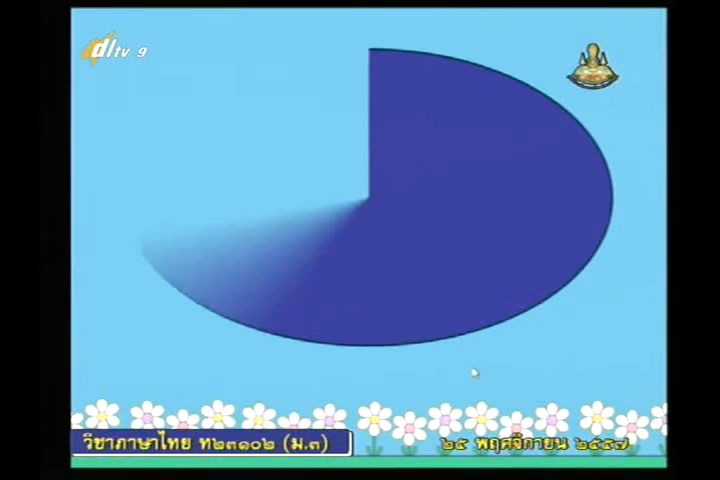 dltv 9
วิชาภาษาไทย ท๒๓๑๐๒ (ม.๓)
๒๕ พฤศจิกายน ๒๕๕๗